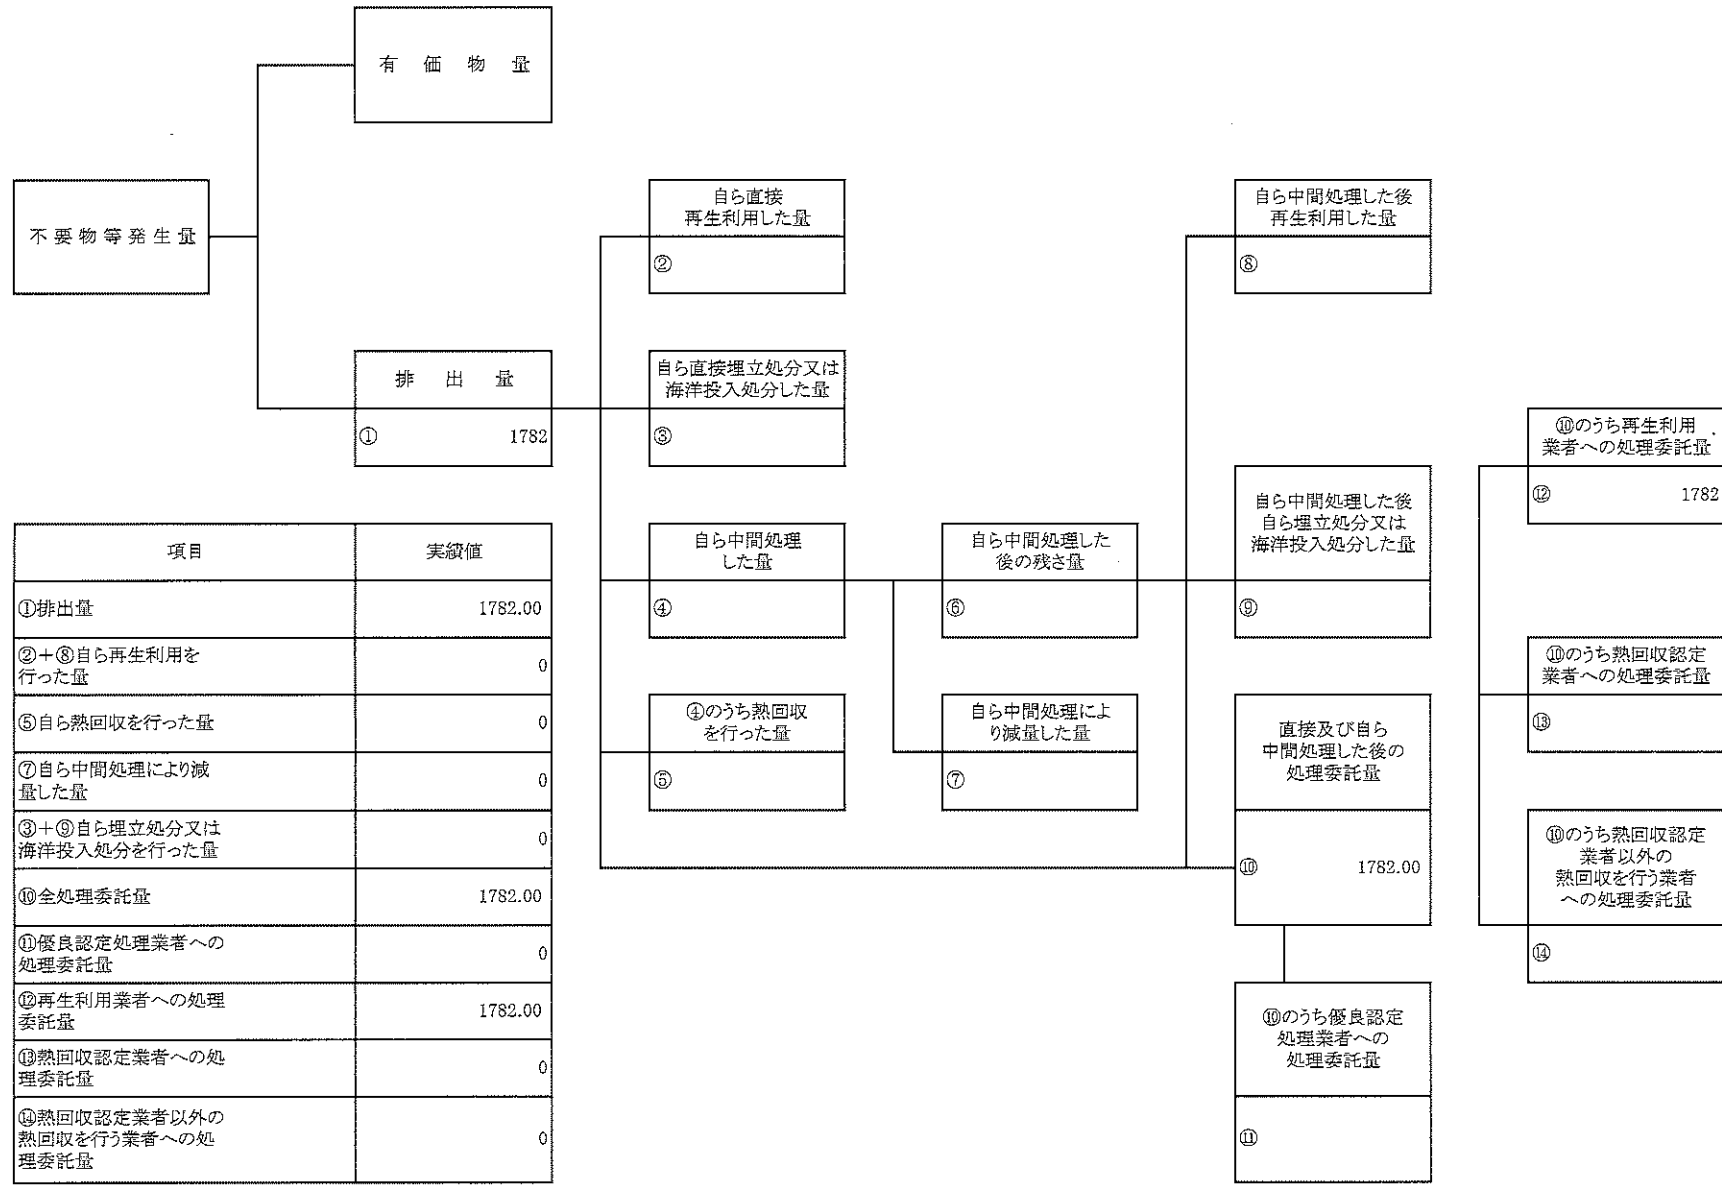 有価物量
不要物等発生量
自ら直接
再生利用した量
②
自ら中間処理した後
再生利用した量
⑧
排出量
① 1782
自ら直接埋立処分又は
海洋投入処分した量
③
⑩のうち再生利用
業者への処理委託量
⑫ 1782
自ら中間処理
した量
④
自ら中間処理した
後の残さ量
⑥
自ら中間処理した後
自ら埋立処分又は
海洋投入処分した量
⑨
⑩のうち熱回収認定
業者への処理委託量
⑬
④のうち熱回収
を行った量
⑤
自ら中間処理によ
り減量した量
⑦
直接及び自ら
中間処理した後の
処理委託量
⑩ 1782.00
⑩のうち熱回収認定
業者以外の
熱回収を行う業者
への処理委託量
⑭
⑩のうち優良認定
処理業者への
処理委託量
⑪
項目 実績値
①排出量 1782.00
②+⑧自ら再生利用を
行った量 0
⑤自ら熱回収を行った量 0
⑦自ら中間処理により減
量した量 0
③+⑨自ら埋立処分又は
海洋投入処分を行った量 0
⑩全処理委託量 1782.00
⑪優良認定処理業者への
処理委託量 0
⑫再生利用業者への処理
委託量 1782.00
⑬熱回収認定業者への処
理委託量 0
⑭熱回収認定業者以外の
熱回収を行う業者への処
理委託量 0